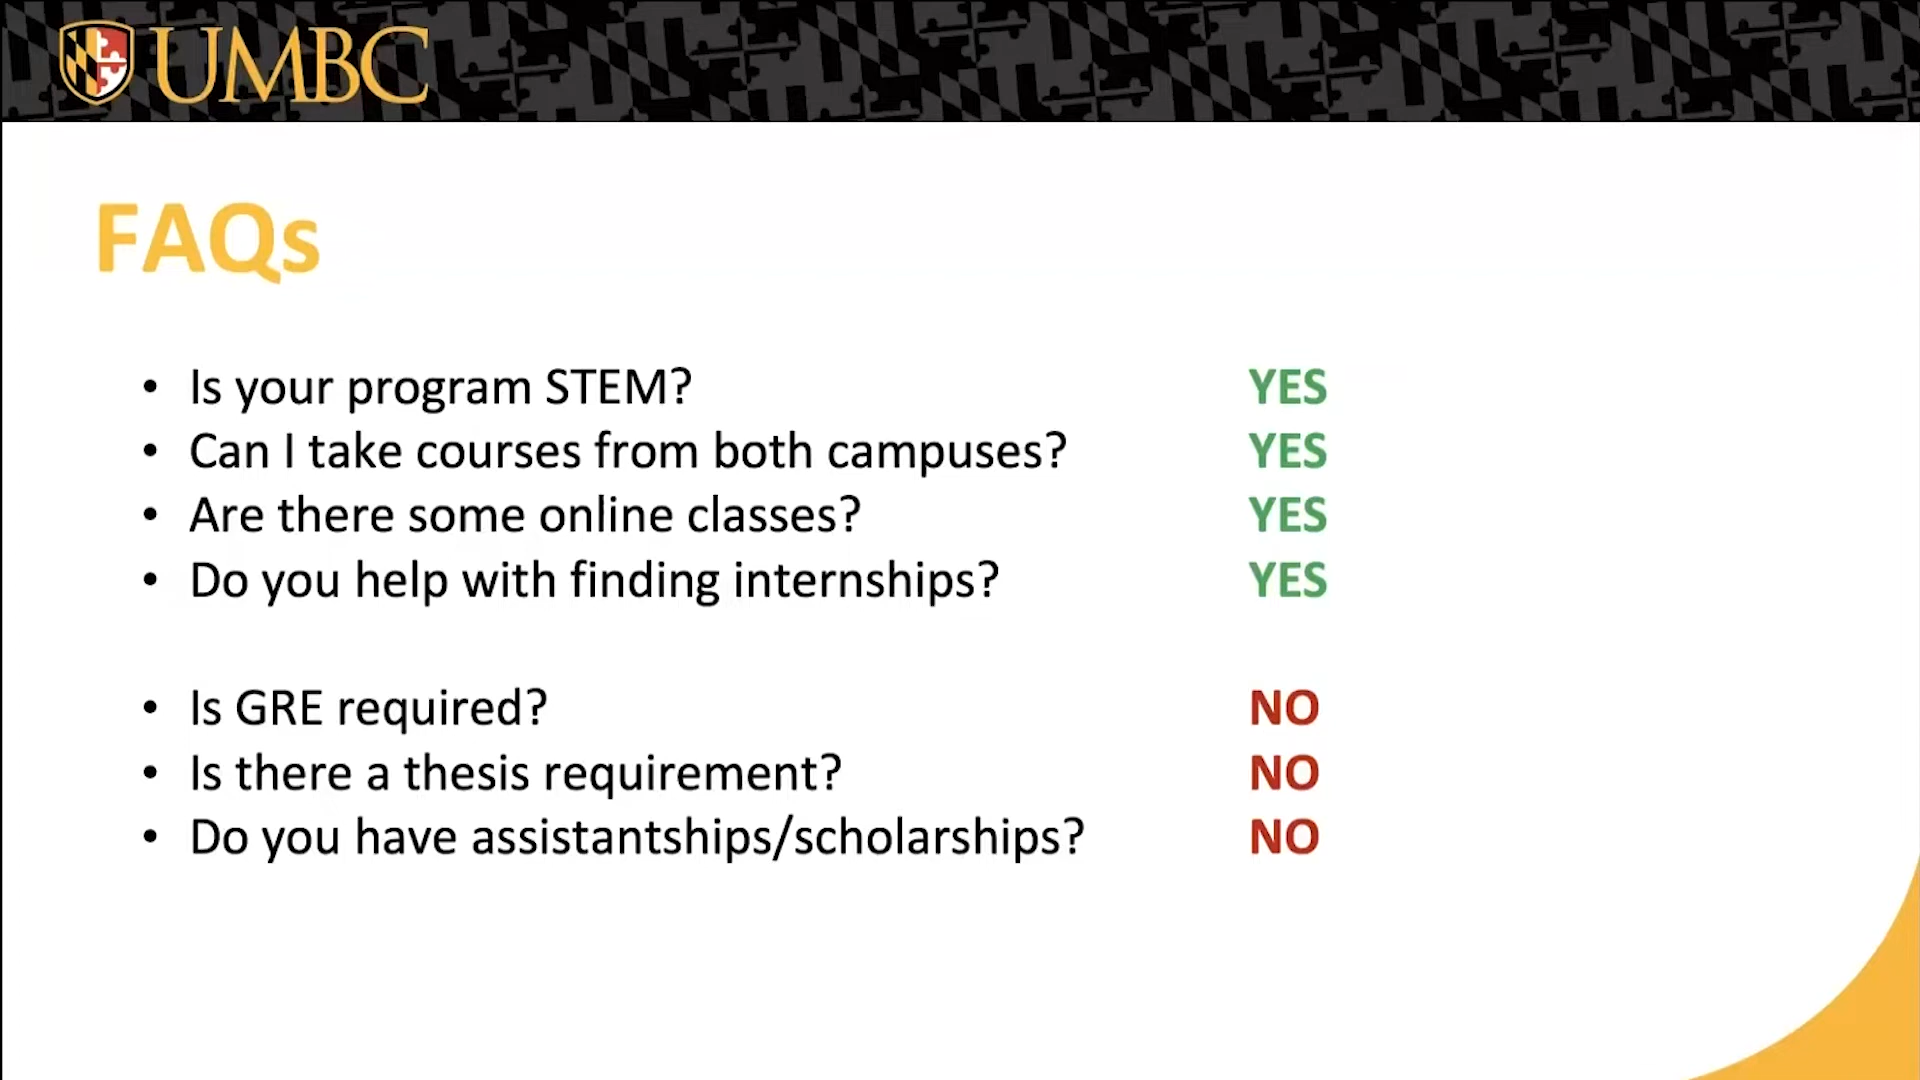 UMBC
FAQs
• Is your program STEM? YES
• Can I take courses from both campuses? YES
• Are there some online classes? YES
• Do you help with finding internships? YES
• Is GRE required? NO
• Is there a thesis requirement? NO
• Do you have assistantships/scholarships? NO